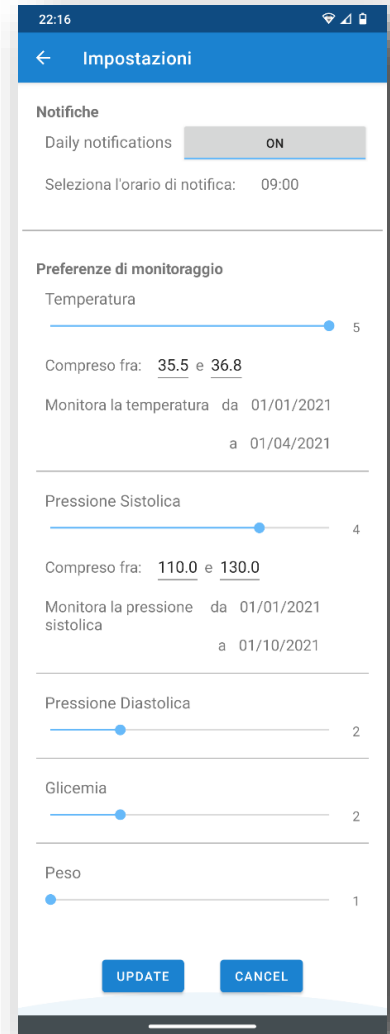 22:16
Impostazioni
Notifiche
Daily notifications ON
Seleziona l'orario di notifica: 09:00
Preferenze di monitoraggio
Temperatura
5
Compreso fra: 35.5 e 36.8
Monitora la temperatura da 01/01/2021
a 01/04/2021
Pressione Sistolica
4
Compreso fra: 110.0 e 130.0
Monitora la pressione da 01/01/2021
sistolica
a 01/10/2021
Pressione Diastolica
2
Glicemia
2
Peso
1
UPDATE CANCEL